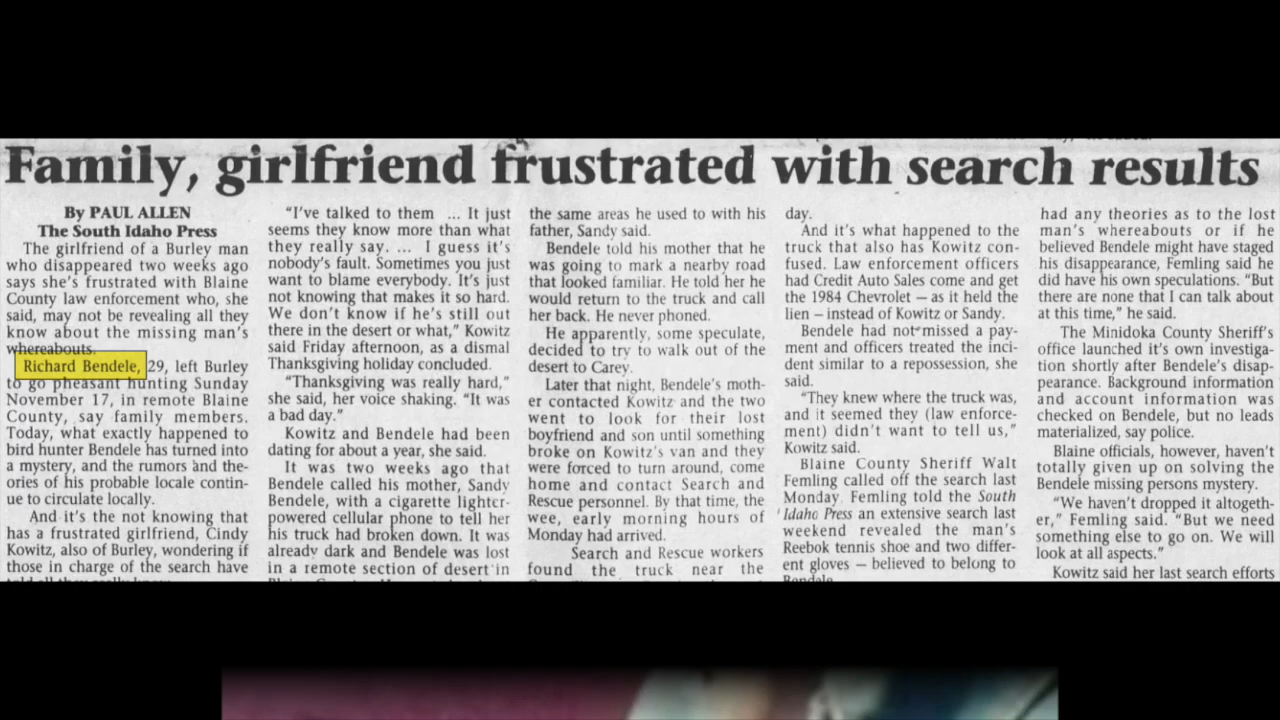 Family, girlfriend frustrated with search results
By PAUL ALLEN
The South Idaho Press
The girlfriend of a Burley man
who disappeared two weeks ago
says she's frustrated with Blaine
County law enforcement who, she
said, may not be revealing all they
know about the missing man's
whereabouts.
Richard Bendele, 29, left Burley
to go pheasant hunting Sunday
November 17, in remote Blaine
County, say family members.
Today, what exactly happened to
bird hunter Bendele has turned into
a mystery, and the rumors and the-
ories of his probable locale contin-
ue to circulate locally.
And it's the not knowing that
has a frustrated girlfriend, Cindy
Kowitz, also of Burley, wondering if
those in charge of the search have
"I've talked to them ... It just
seems they know more than what
they really say. ... I guess it's
nobody's fault. Sometimes you just
want to blame everybody. It's just
not knowing that makes it so hard.
We don't know if he's still out
there in the desert or what," Kowitz
said Friday afternoon, as a dismal
Thanksgiving holiday concluded.
"Thanksgiving was really hard,"
she said, her voice shaking. "It was
a bad day."
Kowitz and Bendele had been
dating for about a year, she said.
It was two weeks ago that
Bendele called his mother, Sandy
Bendele, with a cigarette lighter-
powered cellular phone to tell her
his truck had broken down. It was
already dark and Bendele was lost
in a remote section of desert in
the same areas he used to with his
father, Sandy said.
Bendele told his mother that he
was going to mark a nearby road
that looked familiar. He told her he
would return to the truck and call
her back. He never phoned.
He apparently, some speculate,
decided to try to walk out of the
desert to Carey.
Later that night, Bendele's moth-
er contacted Kowitz and the two
went to look for their lost
boyfriend and son until something
broke on Kowitz's van and they
were forced to turn around, come
home and contact Search and
Rescue personnel. By that time, the
wee, early morning hours of
Monday had arrived.
Search and Rescue workers
found the truck near the
day.
And it's what happened to the
truck that also has Kowitz con-
fused. Law enforcement officers
had Credit Auto Sales come and get
the 1984 Chevrolet — as it held the
lien — instead of Kowitz or Sandy.
Bendele had not missed a pay-
ment and officers treated the inci-
dent similar to a repossession, she
said.
"They knew where the truck was,
and it seemed they (law enforce-
ment) didn't want to tell us,"
Kowitz said.
Blaine County Sheriff Walt
Femling called off the search last
Monday. Femling told the South
Idaho Press an extensive search last
weekend revealed the man's
Reebok tennis shoe and two differ-
ent gloves — believed to belong to
Bendele
had any theories as to the lost
man's whereabouts or if he
believed Bendele might have staged
his disappearance, Femling said he
did have his own speculations. "But
there are none that I can talk about
at this time," he said.
The Minidoka County Sheriff's
office launched it's own investiga-
tion shortly after Bendele's disap-
pearance. Background information
and account information was
checked on Bendele, but no leads
materialized, say police.
Blaine officials, however, haven't
totally given up on solving the
Bendele missing persons mystery.
"We haven't dropped it altogeth-
er," Femling said. "But we need
something else to go on. We will
look at all aspects."
Kowitz said her last search efforts